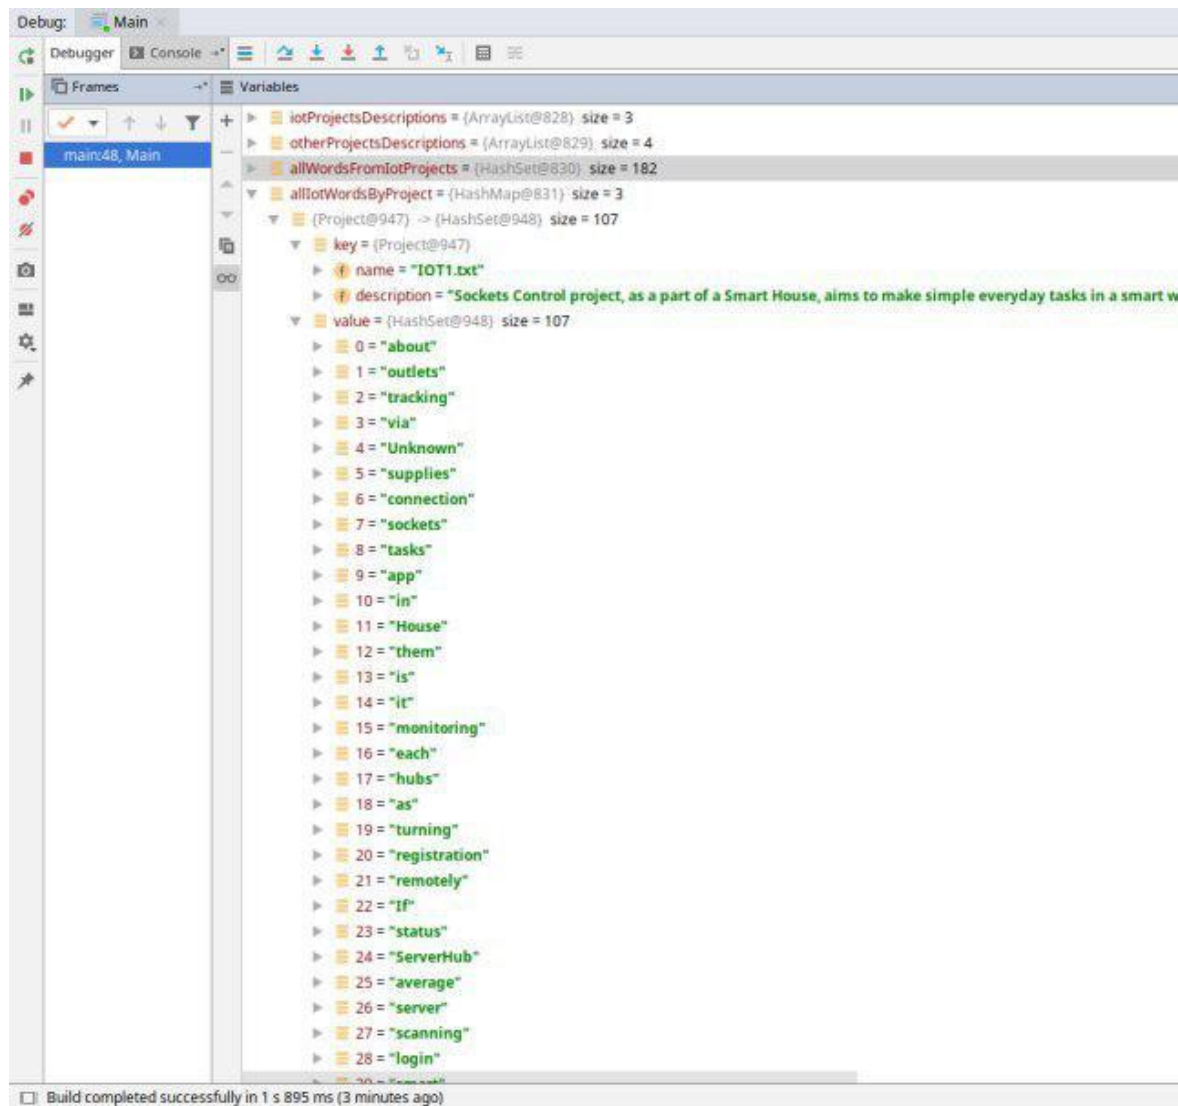 Debug: Main
Debugger Console
Frames Variables
iotProjectsDescriptions = {ArrayList@828} size = 3
otherProjectsDescriptions = {ArrayList@829} size = 4
main:48, Main
allWordsFromIotProjects = {HashSet@830} size = 182
allIotWordsByProject = {HashMap@831} size = 3
{Project@947} -> {HashSet@948} size = 107
key = {Project@947}
name = "IOT1.txt"
description = "Sockets Control project, as a part of a Smart House, aims to make simple everyday tasks in a smart w
value = {HashSet@948} size = 107
0 = "about"
1 = "outlets"
2 = "tracking"
3 = "via"
4 = "Unknown"
5 = "supplies"
6 = "connection"
7 = "sockets"
8 = "tasks"
9 = "app"
10 = "in"
11 = "House"
12 = "them"
13 = "is"
14 = "it"
15 = "monitoring"
16 = "each"
17 = "hubs"
18 = "as"
19 = "turning"
20 = "registration"
21 = "remotely"
22 = "If"
23 = "status"
24 = "ServerHub"
25 = "average"
26 = "server"
27 = "scanning"
28 = "login"
Build completed successfully in 1 s 895 ms (3 minutes ago)